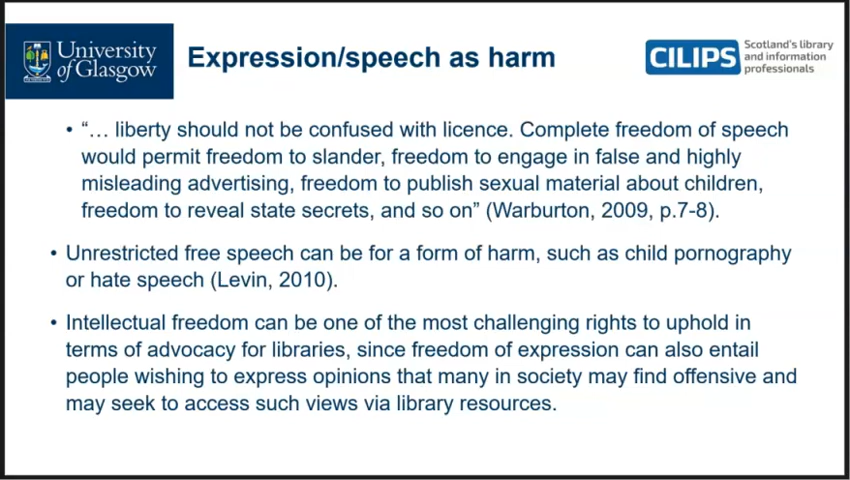 University
of Glasgow
Expression/speech as harm
CILIPS
Scotland's library
and information
professionals
• “… liberty should not be confused with licence. Complete freedom of speech
would permit freedom to slander, freedom to engage in false and highly
misleading advertising, freedom to publish sexual material about children,
freedom to reveal state secrets, and so on” (Warburton, 2009, p.7-8).
• Unrestricted free speech can be for a form of harm, such as child pornography
or hate speech (Levin, 2010).
• Intellectual freedom can be one of the most challenging rights to uphold in
terms of advocacy for libraries, since freedom of expression can also entail
people wishing to express opinions that many in society may find offensive and
may seek to access such views via library resources.